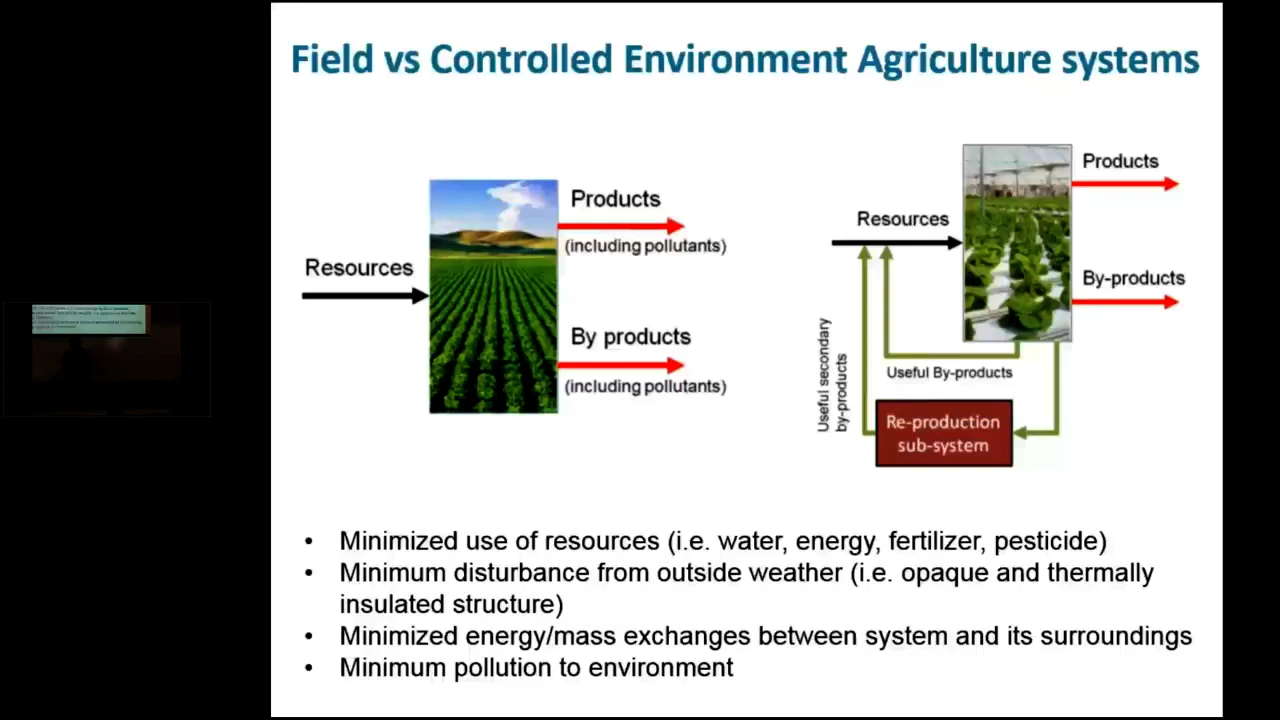 Field vs Controlled Environment Agriculture systems
Resources
Products
(including pollutants)
By products
(including pollutants)
Resources
Products
By-products
Useful By-products
Useful secondary
by-products
Re-production
sub-system
• Minimized use of resources (i.e. water, energy, fertilizer, pesticide)
• Minimum disturbance from outside weather (i.e. opaque and thermally
insulated structure)
• Minimized energy/mass exchanges between system and its surroundings
• Minimum pollution to environment